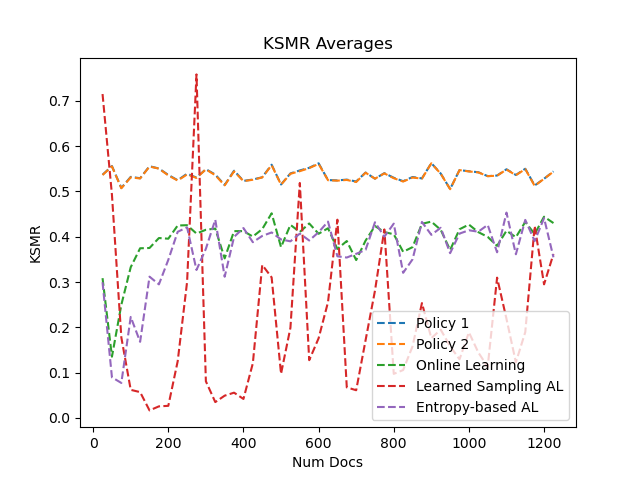 KSMR Averages
KSMR
0.7
0.6
0.5
0.4
0.3
0.2
0.1
0.0
0 200 400 600 800 1000 1200
Num Docs
Policy 1
Policy 2
Online Learning
Learned Sampling AL
Entropy-based AL